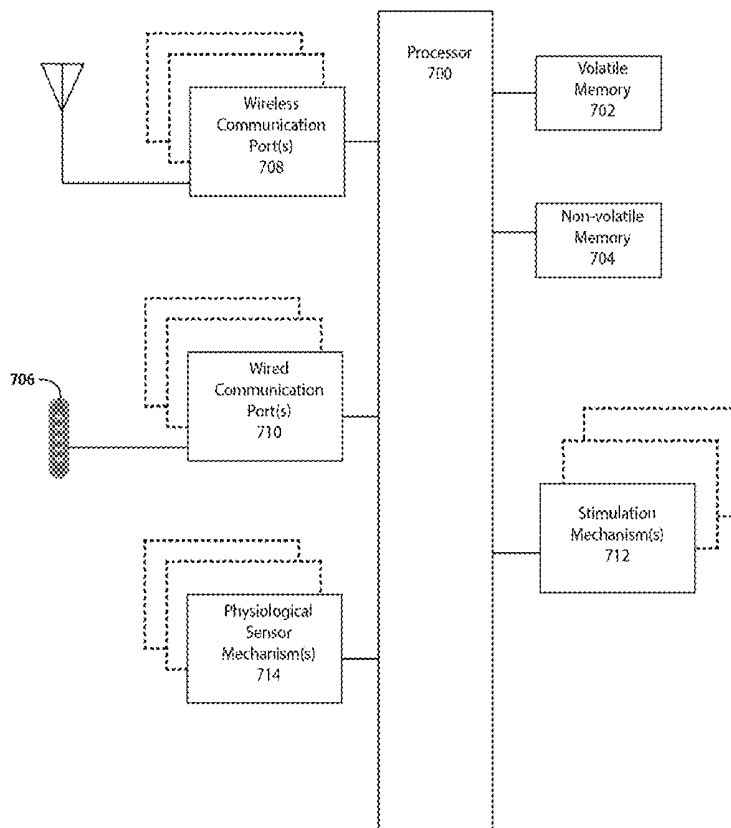 Processor
700
Volatile
Memory
702
Wireless
Communication
Port(s)
708
Non-volatile
Memory
704
Wired
Communication
Port(s)
710
706
Stimulation
Mechanism(s)
712
Physiological
Sensor
Mechanism(s)
714